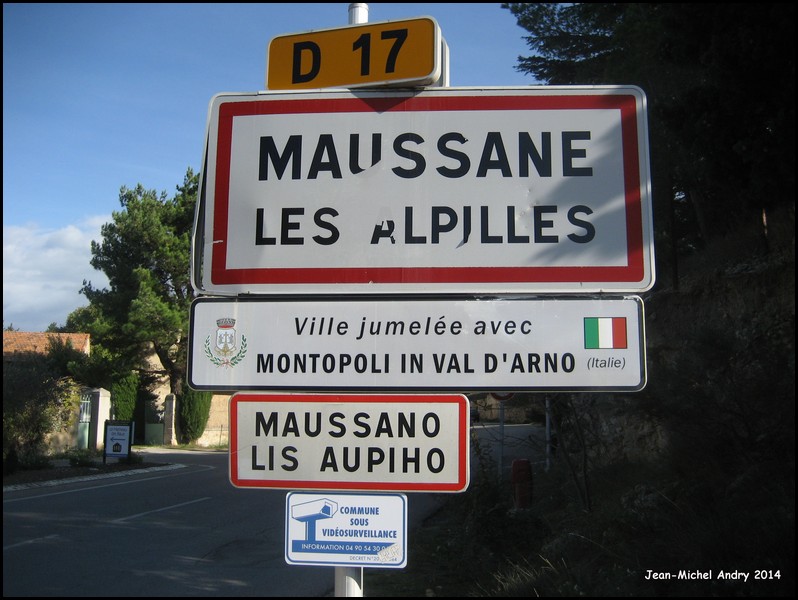 D 17
MAUSSANE
LES ALPILLES
Ville jumelée avec
MONTOPOLI IN VAL D'ARNO (Italie)
MAUSSANO
LIS AUPIHO
COMMUNE
SOUS
VIDÉOSURVEILLANCE
INFORMATION 04 90 54 30
DECRET N°
Jean-Michel Andry 2014